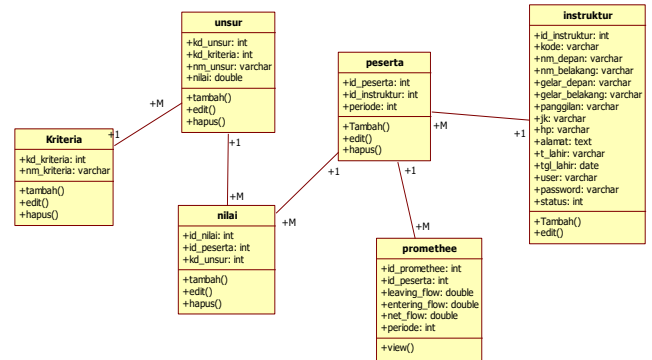 unsur
+kd_unsur: int
+kd_kriteria: int
+nm_unsur: varchar
+nilai: double
+tambah()
+edit()
+hapus()
instruktur
+id_instruktur: int
+kode: varchar
+nm_depan: varchar
+nm_belakang: varchar
+gelar_depan: varchar
+gelar_belakang: varchar
+panggilan: varchar
+jk: varchar
+hp: varchar
+alamat: text
+t_lahir: varchar
+tgl_lahir: date
+user: varchar
+password: varchar
+status: int
+Tambah()
+edit()
peserta
+id_peserta: int
+id_instruktur: int
+periode: int
+Tambah()
+edit()
+hapus()
Kriteria
+kd_kriteria: int
+nm_kriteria: varchar
+tambah()
+edit()
+hapus()
nilai
+id_nilai: int
+id_peserta: int
+kd_unsur: int
+tambah()
+edit()
+hapus()
promethee
+id_promethee: int
+id_peserta: int
+leaving_flow: double
+entering_flow: double
+net_flow: double
+periode: int
+view()
+M
+1
+1
+M
+1
+M
+1
+M
+M
+1